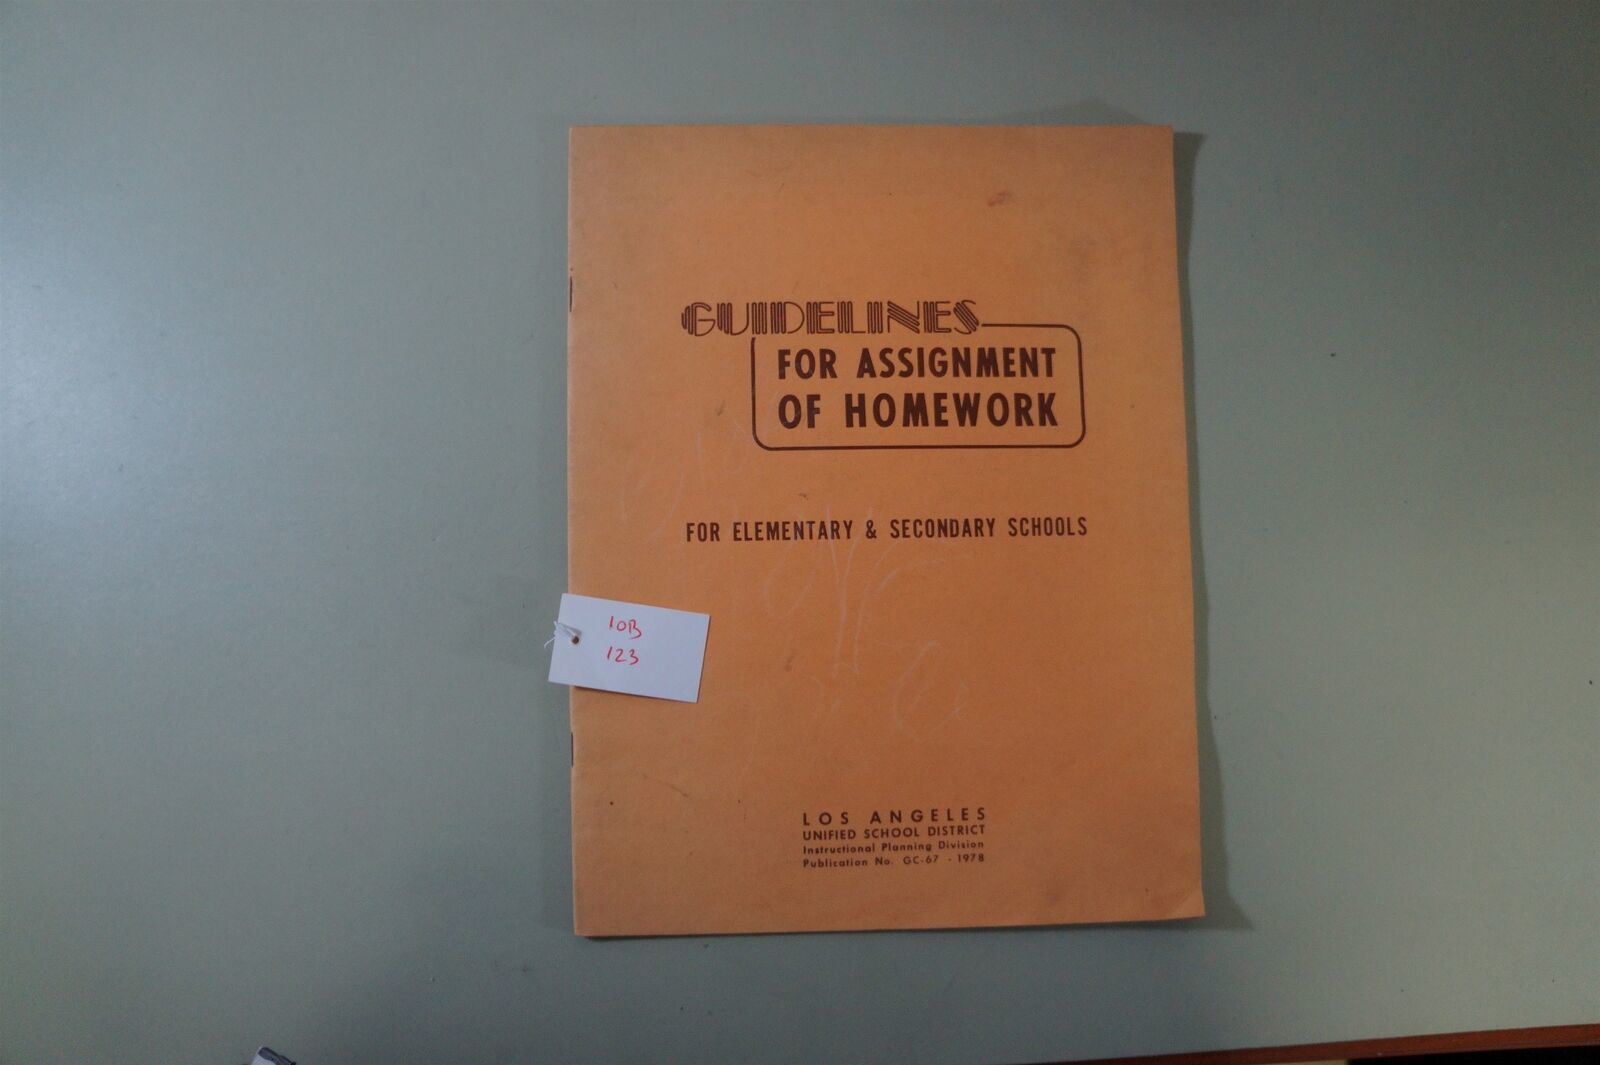 GUIDELINES
FOR ASSIGNMENT
OF HOMEWORK
FOR ELEMENTARY & SECONDARY SCHOOLS
10B
123
LOS ANGELES
UNIFIED SCHOOL DISTRICT
Instructional Planning Division
Publication No. GC-67 - 1978